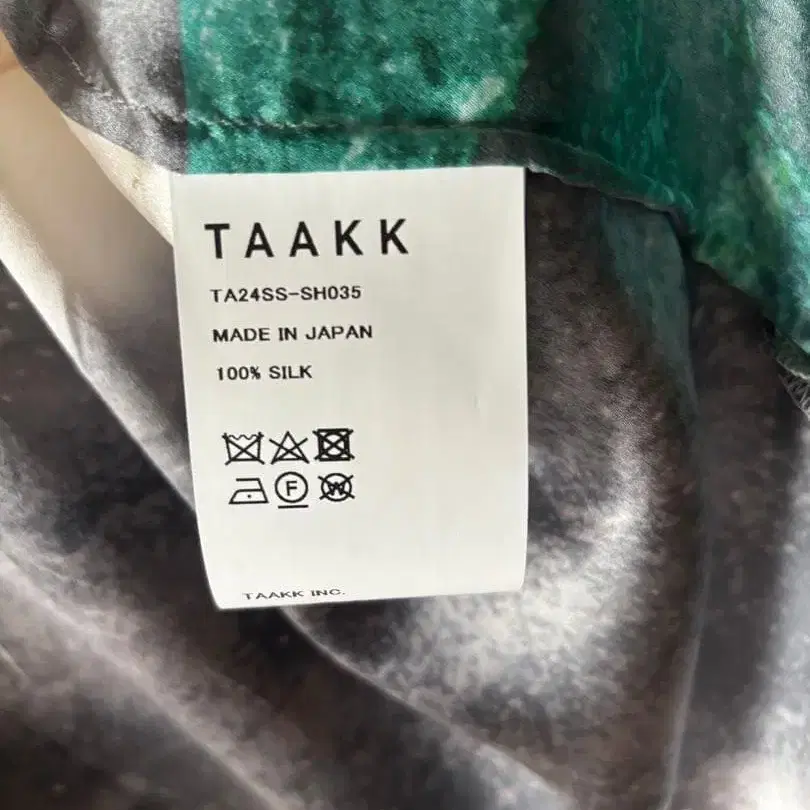 TAAKK
TA24SS-SH035
MADE IN JAPAN
100% SILK
F W
TAAKK INC.